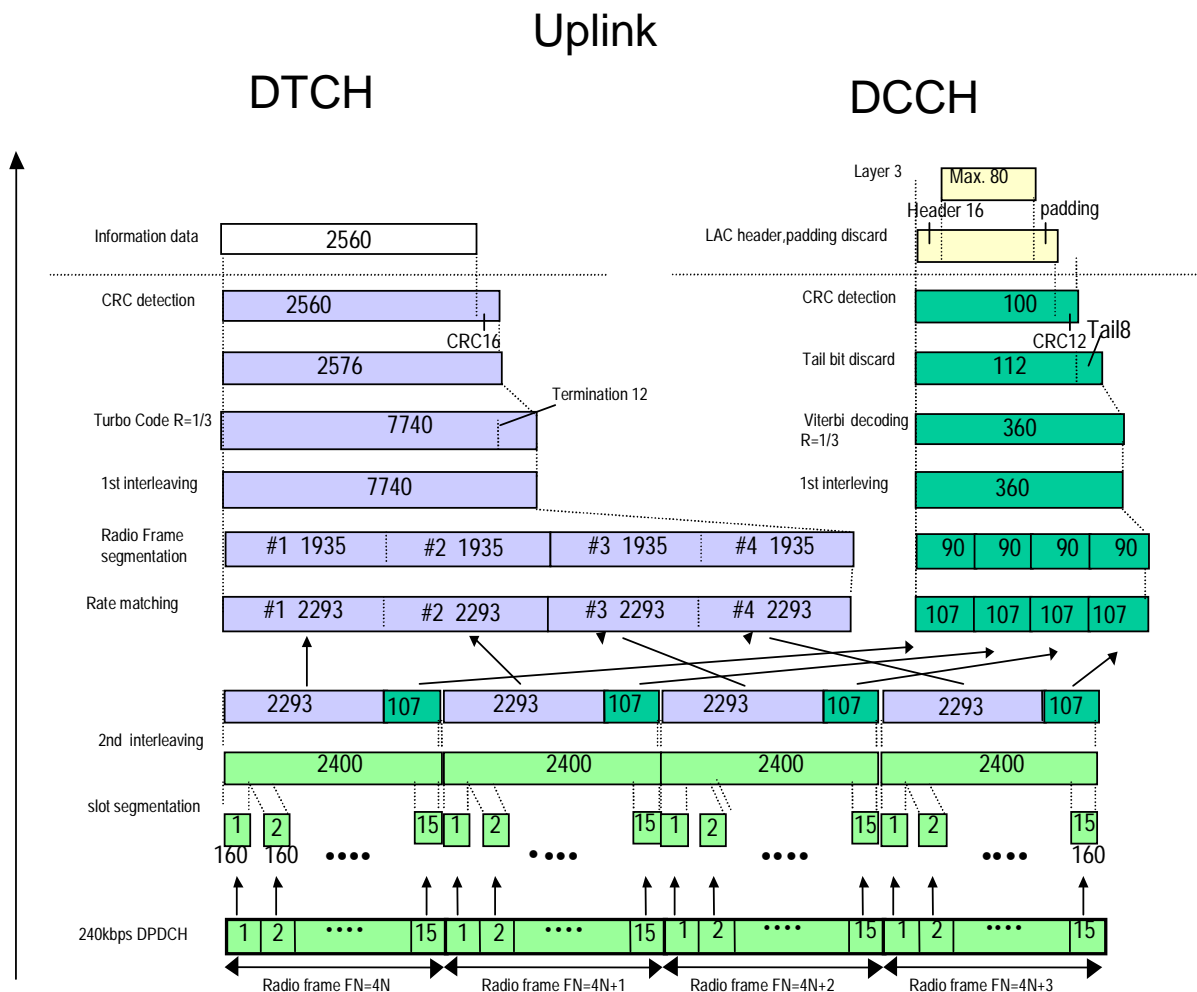 Uplink
DTCH
DCCH
Layer 3
Max. 80
Header 16
padding
Information data
2560
LAC header,padding discard
CRC detection
2560
CRC16
CRC detection
100
CRC12
Tail8
2576
Tail bit discard
112
Termination 12
Turbo Code R=1/3
7740
Viterbi decoding
R=1/3
360
1st interleaving
7740
1st interleving
360
Radio Frame
segmentation
#1 1935
#2 1935
#3 1935
#4 1935
90
90
90
90
Rate matching
#1 2293
#2 2293
#3 2293
#4 2293
107
107
107
107
2293
107
2293
107
2293
107
2293
107
2nd interleaving
2400
2400
2400
2400
slot segmentation
1
2
15
1
2
15
1
2
15
1
2
15
160
160
••••
••••
••••
••••
160
240kbps DPDCH
1
2
••••
15
1
2
••••
15
1
2
••••
15
1
2
••••
15
Radio frame FN=4N
Radio frame FN=4N+1
Radio frame FN=4N+2
Radio frame FN=4N+3